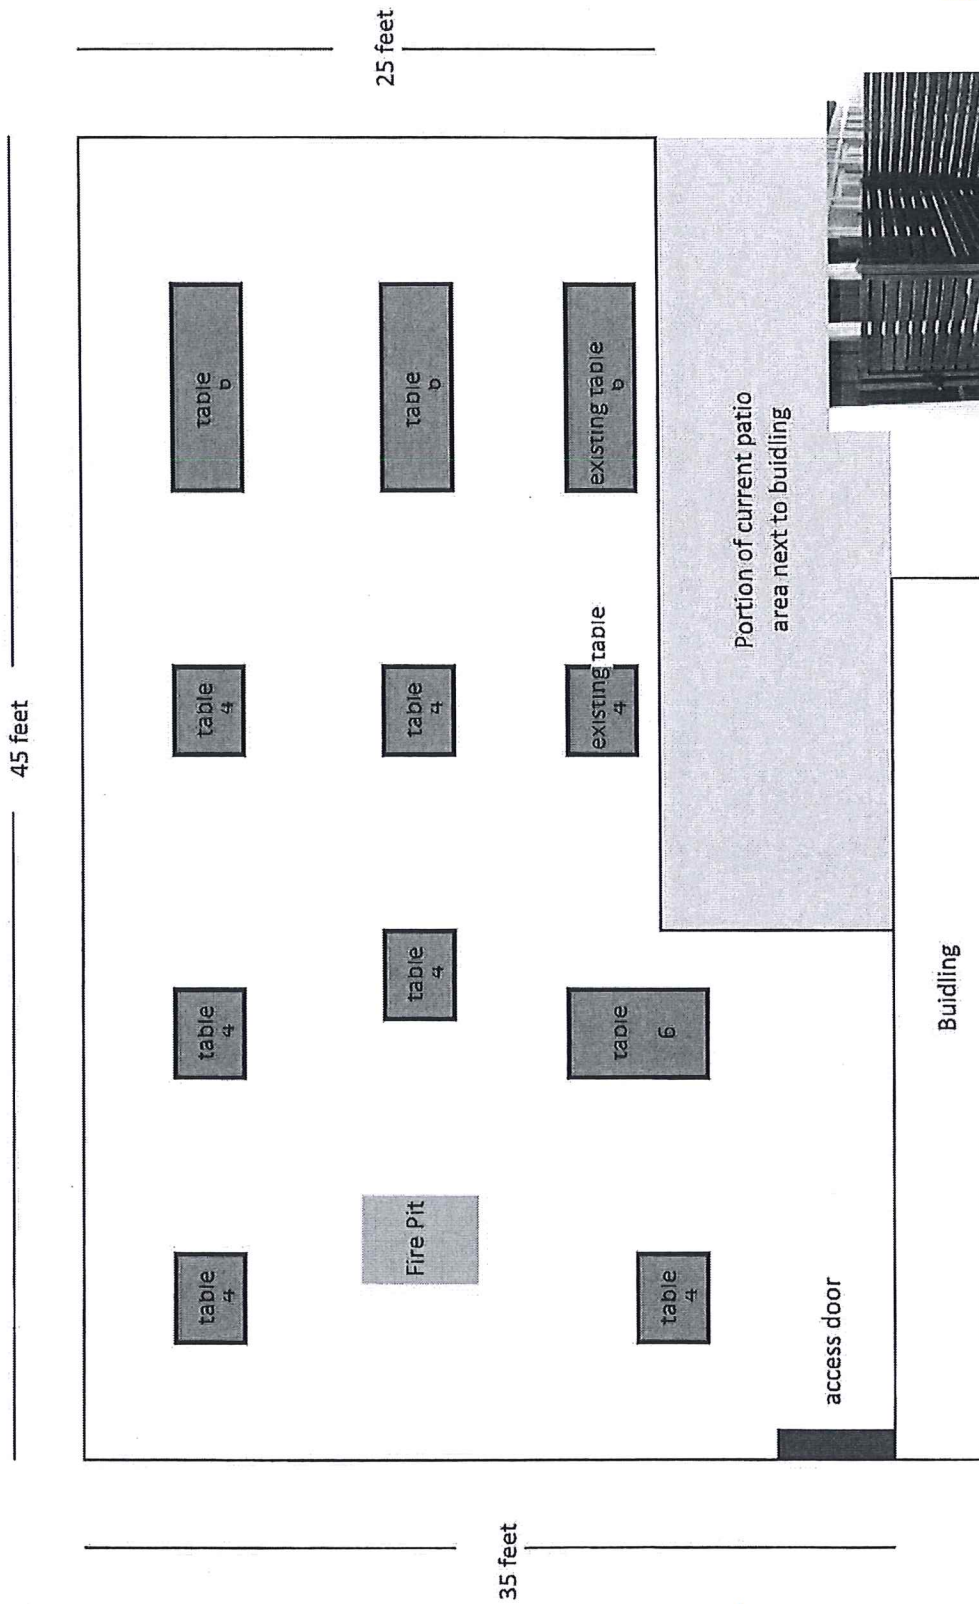 45 feet
table
4
table
4
table
4
table
6
25 feet
Fire Pit
table
4
table
4
table
6
35 feet
table
4
table
6
existing table
4
existing table
6
Portion of current patio
area next to buidling
access door
Buidling